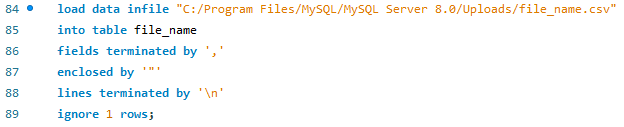 84 load data infile "C:/Program Files/MySQL/MySQL Server 8.0/Uploads/file_name.csv"
85 into table file_name
86 fields terminated by ','
87 enclosed by '"'
88 lines terminated by '\n'
89 ignore 1 rows;